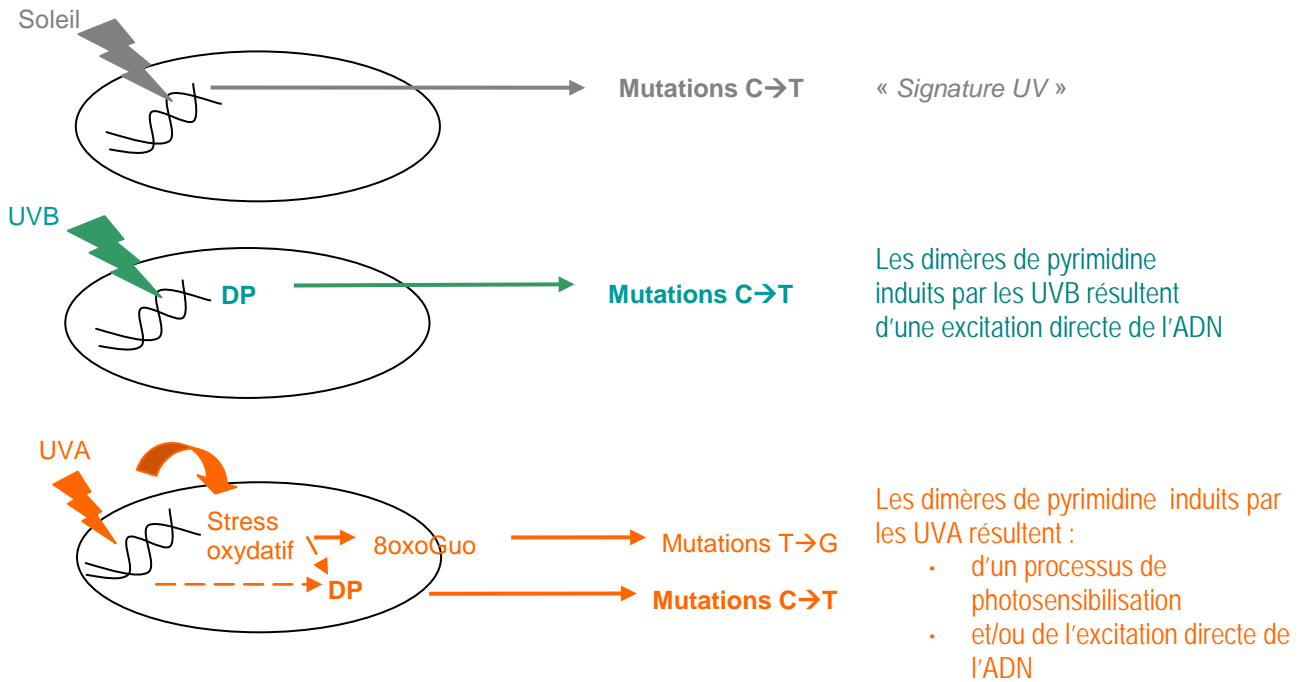 Soleil
Mutations C→T
« Signature UV »
UVB
DP
Mutations C→T
Les dimères de pyrimidine
induits par les UVB résultent
d'une excitation directe de l'ADN
UVA
Stress
oxydatif
8oxoGuo
DP
Mutations T→G
Mutations C→T
Les dimères de pyrimidine induits par
les UVA résultent :
• d'un processus de
photosensibilisation
• et/ou de l'excitation directe de
l'ADN